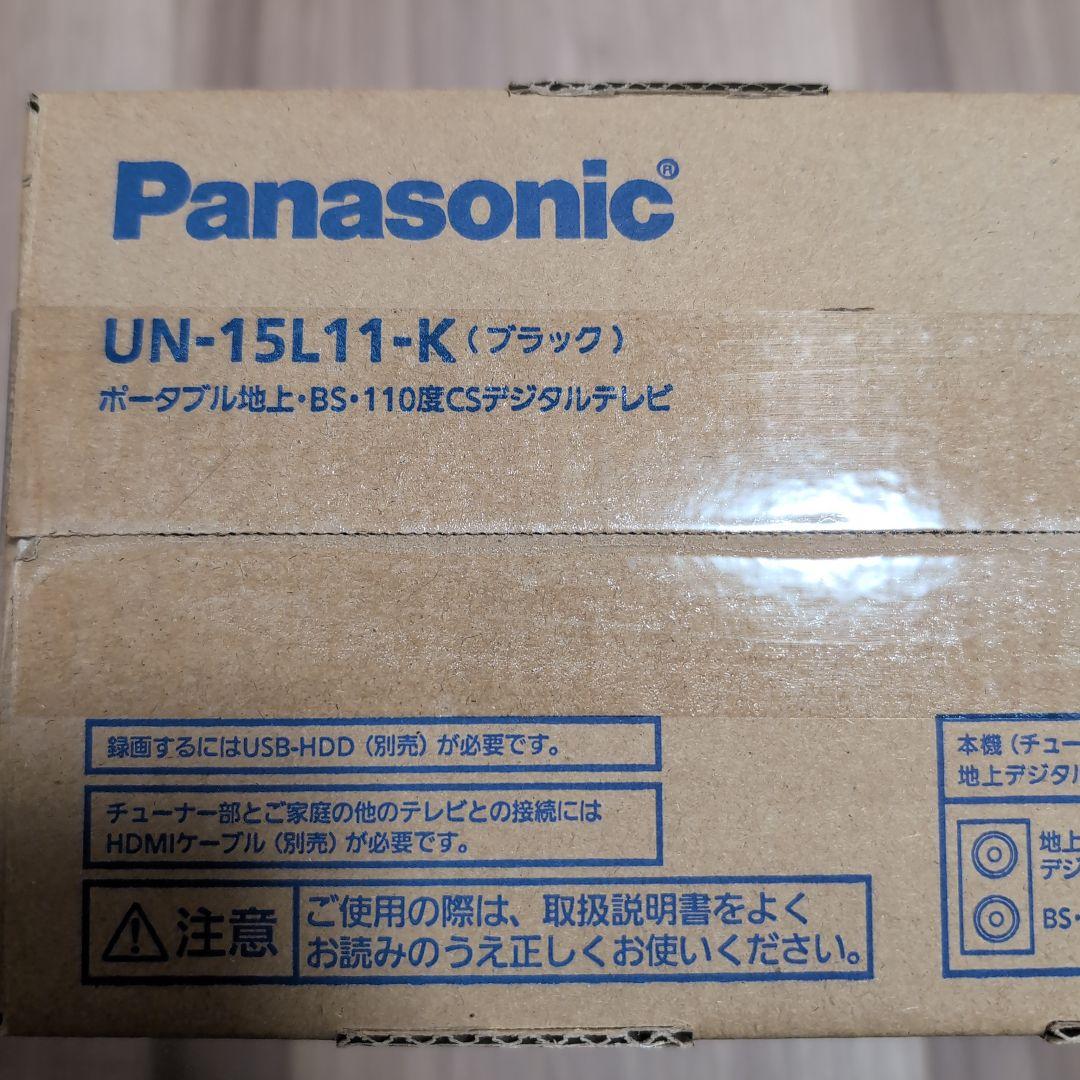 Panasonic®
UN-15L11-K（ブラック）
ポータブル地上・BS・110度CSデジタルテレビ
録画するにはUSB-HDD（別売）が必要です。
チューナー部とご家庭の他のテレビとの接続には
HDMIケーブル（別売）が必要です。
注意
ご使用の際は、取扱説明書をよく
お読みのうえ正しくお使いください。
本機（チュー
地上デジタル
地上
デジ
BS・